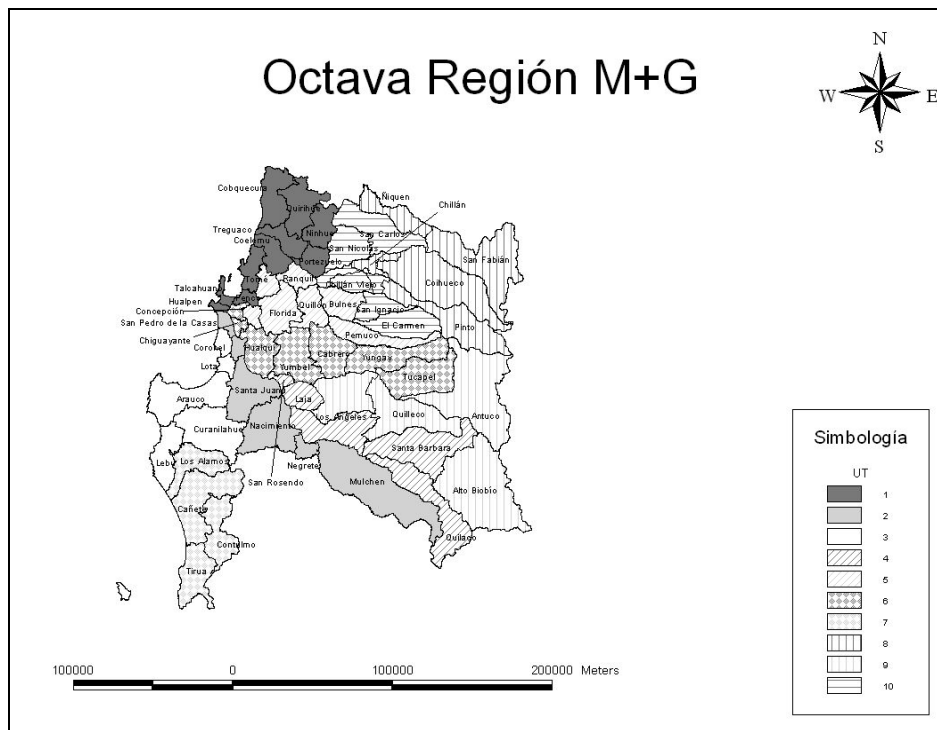 Octava Región M+G
N
W E
S
Cobquecura
Ñiquen
Chillán
Quirihue
Treguaco
Ninhue
San Carlos
Coelemu
San Nicolás
San Fabián
Portezuelo
Tomé
Ranquil
Chillán Viejo
Coihueco
Talcahuano
Hualpen
Penco
Quillón
Bulnes
San Ignacio
Concepción
Florida
El Carmen
Pinto
San Pedro de la Casas
Pemuco
Chiguayante
Coronel
Hualqui
Cabrero
Yungay
Lota
Yumbel
Tucapel
Santa Juana
Arauco
Laja
Los Angeles
Quilleco
Antuco
Curanilahue
Nacimiento
Santa Barbara
Lebu
Los Alamos
Negrete
San Rosendo
Mulchen
Alto Biobío
Cañete
Quilaco
Contulmo
Tirua
100000 0 100000 200000 Meters
Simbología
UT
1
2
3
4
5
6
7
8
9
10